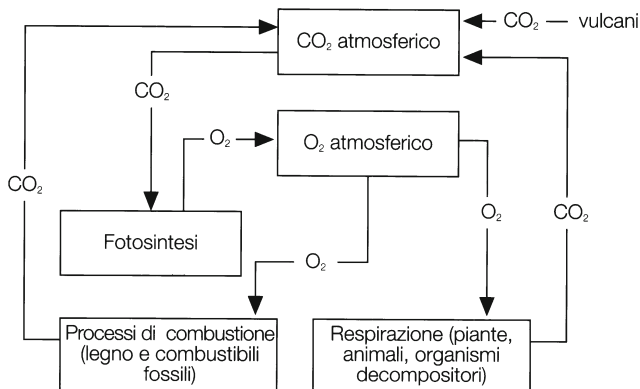 CO₂ atmosferico
CO₂ — vulcani
CO₂
O₂
O₂ atmosferico
CO₂
O₂
CO₂
Fotosintesi
O₂
Processi di combustione
(legno e combustibili
fossili)
Respirazione (piante,
animali, organismi
decompositori)